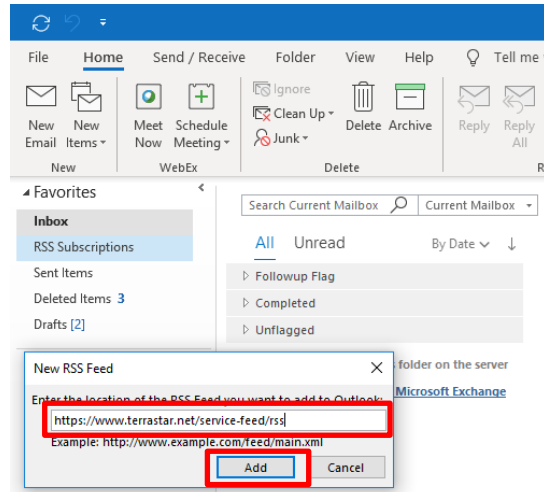 File Home Send / Receive Folder View Help Tell me
New Email New Items Meet Now Schedule Meeting Ignore Clean Up Junk Delete Archive Reply Reply All
New WebEx Delete R
Favorites
Inbox
RSS Subscriptions
Sent Items
Deleted Items 3
Drafts [2]
Search Current Mailbox Current Mailbox
All Unread By Date
Followup Flag
Completed
Unflagged
folder on the server
Microsoft Exchange
New RSS Feed
Enter the location of the RSS Feed you want to add to Outlook:
https://www.terrastar.net/service-feed/rss
Example: http://www.example.com/feed/main.xml
Add Cancel